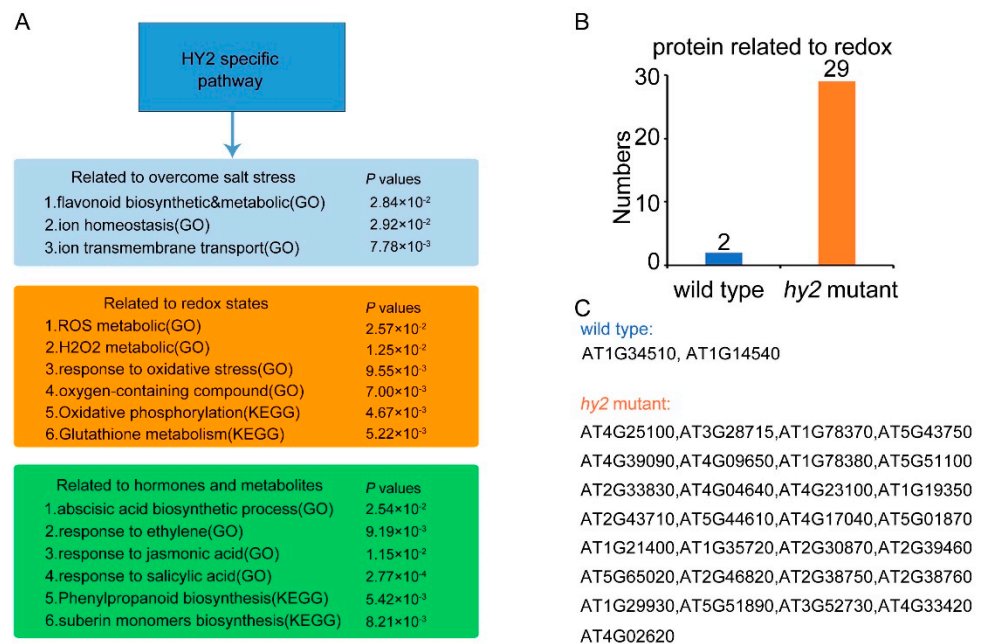 A
HY2 specific
pathway
Related to overcome salt stress P values
1.flavonoid biosynthetic&metabolic(GO) 2.84×10⁻²
2.ion homeostasis(GO) 2.92×10⁻²
3.ion transmembrane transport(GO) 7.78×10⁻³
Related to redox states P values
1.ROS metabolic(GO) 2.57×10⁻²
2.H2O2 metabolic(GO) 1.25×10⁻²
3.response to oxidative stress(GO) 9.55×10⁻³
4.oxygen-containing compound(GO) 7.00×10⁻³
5.Oxidative phosphorylation(KEGG) 4.67×10⁻³
6.Glutathione metabolism(KEGG) 5.22×10⁻³
Related to hormones and metabolites P values
1.abscisic acid biosynthetic process(GO) 2.54×10⁻²
2.response to ethylene(GO) 9.19×10⁻³
3.response to jasmonic acid(GO) 1.15×10⁻²
4.response to salicylic acid(GO) 2.77×10⁻⁴
5.Phenylpropanoid biosynthesis(KEGG) 5.42×10⁻³
6.suberin monomers biosynthesis(KEGG) 8.21×10⁻³
B
protein related to redox
Numbers
30
20
10
0
2
29
wild type hy2 mutant
C
wild type:
AT1G34510, AT1G14540
hy2 mutant:
AT4G25100,AT3G28715,AT1G78370,AT5G43750
AT4G39090,AT4G09650,AT1G78380,AT5G51100
AT2G33830,AT4G04640,AT4G23100,AT1G19350
AT2G43710,AT5G44610,AT4G17040,AT5G01870
AT1G21400,AT1G35720,AT2G30870,AT2G39460
AT5G65020,AT2G46820,AT2G38750,AT2G38760
AT1G29930,AT5G51890,AT3G52730,AT4G33420
AT4G02620